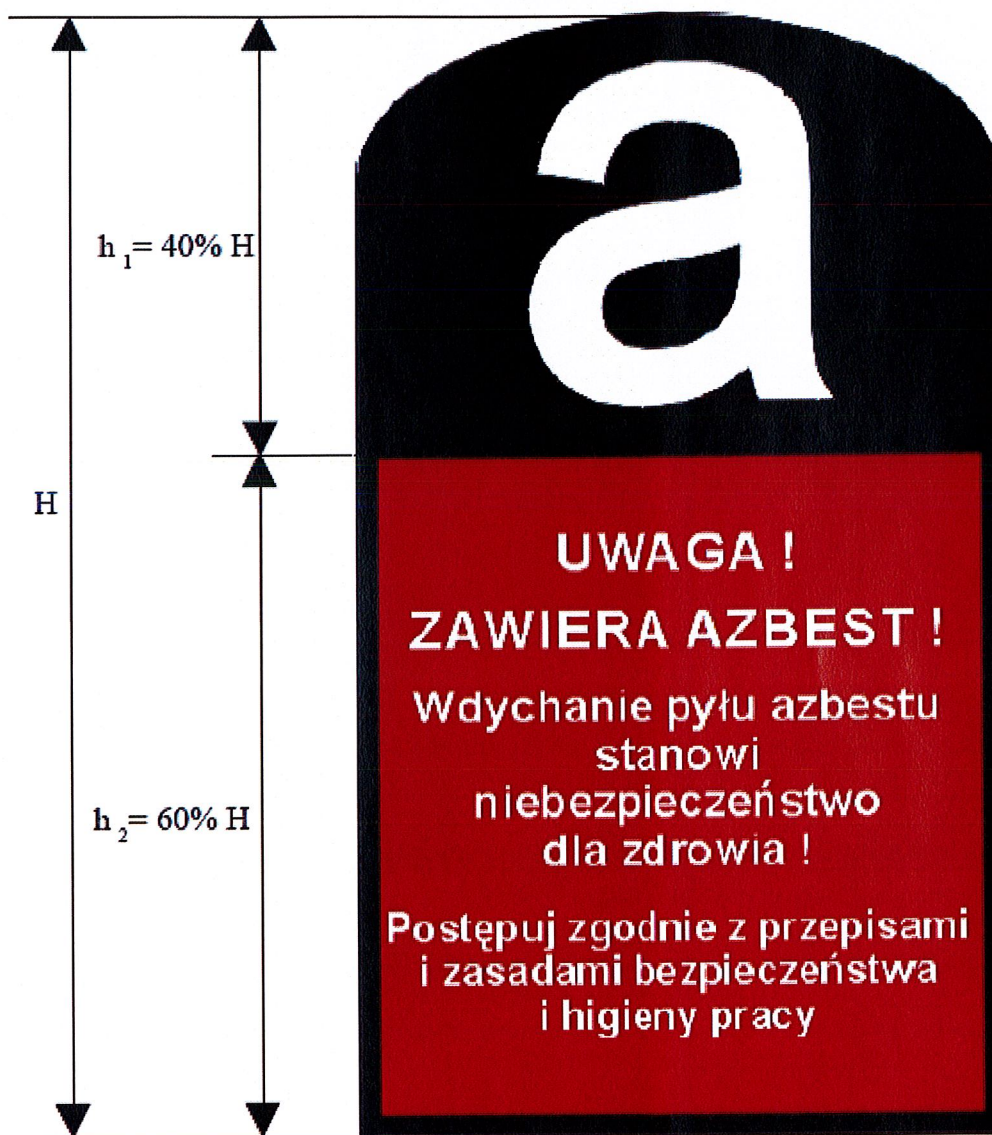 a
h 1 = 40% H
H
UWAGA !
ZAWIERA AZBEST !
Wdychanie pyłu azbestu
stanowi
niebezpieczeństwo
dla zdrowia !
h 2 = 60% H
Postępuj zgodnie z przepisami
i zasadami bezpieczeństwa
i higieny pracy